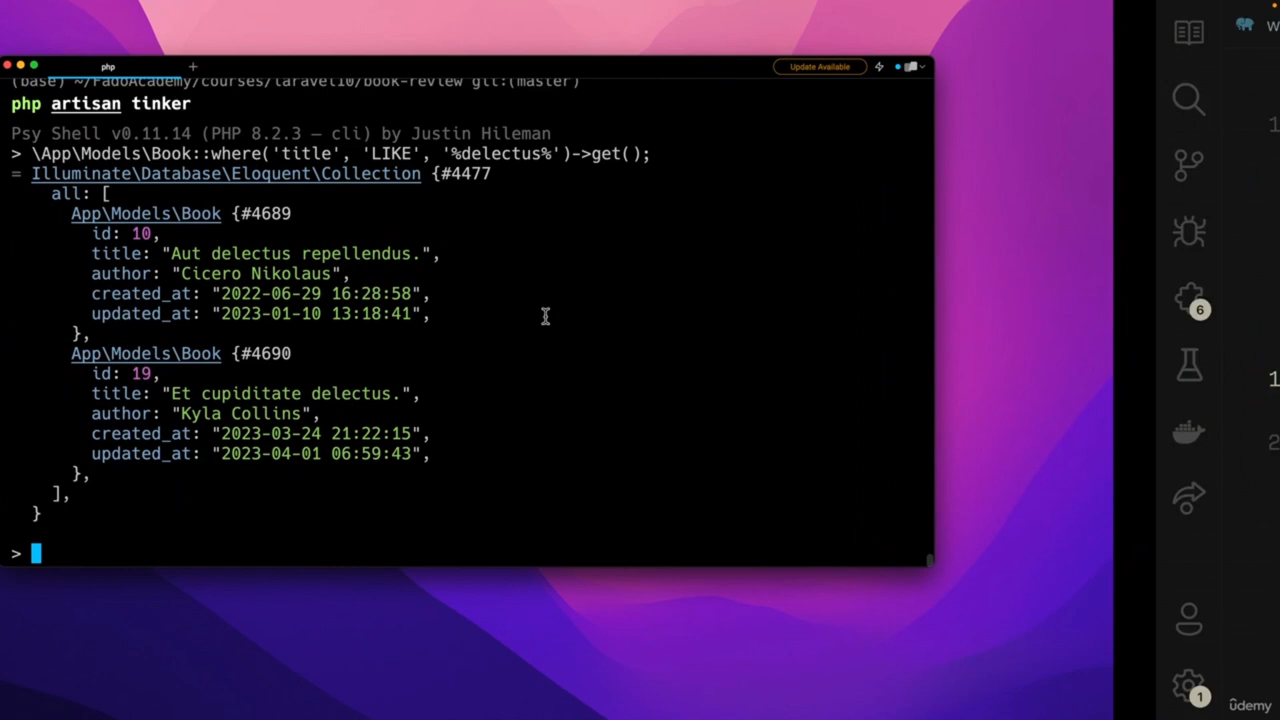 php
Update Available
W
(base) ~/FadoAcademy/courses/laravel10/book-review git:(master)
php artisan tinker
Psy Shell v0.11.14 (PHP 8.2.3 — cli) by Justin Hileman
> \App\Models\Book::where('title', 'LIKE', '%delectus%')->get();
= Illuminate\Database\Eloquent\Collection {#4477
all: [
App\Models\Book {#4689
id: 10,
title: "Aut delectus repellendus.",
author: "Cicero Nikolaus",
created_at: "2022-06-29 16:28:58",
updated_at: "2023-01-10 13:18:41",
},
App\Models\Book {#4690
id: 19,
title: "Et cupiditate delectus.",
author: "Kyla Collins",
created_at: "2023-03-24 21:22:15",
updated_at: "2023-04-01 06:59:43",
},
],
}
>
6
1
1
2
1
ûdemy